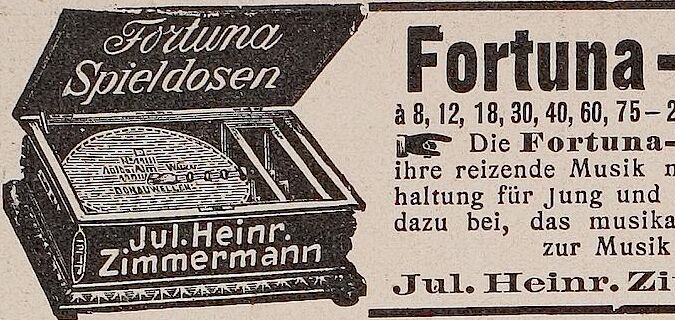 Fortuna
Spieldosen
DONAUWELLEN
Jul. Heinr.
Zimmermann
Fortuna-
à 8, 12, 18, 30, 40, 60, 75 – 2
Die Fortuna-
ihre reizende Musik
haltung für Jung und
dazu bei, das musika
zur Musik
Jul. Heinr. Zi